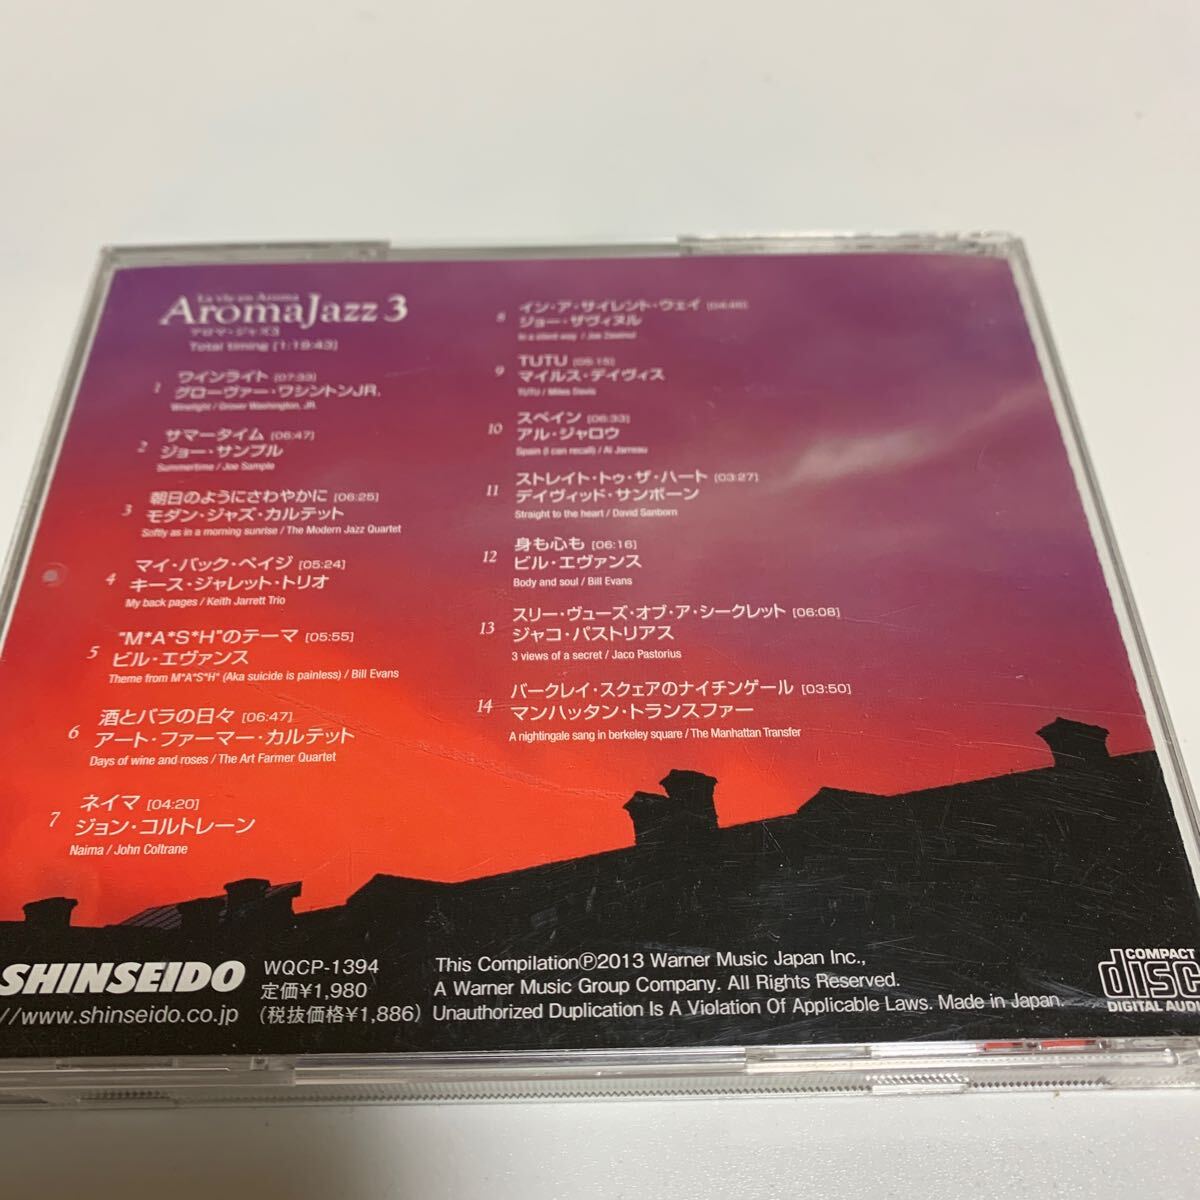 La vie en Aroma
AromaJazz 3
アロマ・ジャズ3
Total timing [1:19:43]
1 ワインライト [07:33]
グローヴァー・ワシントンJR.
Winelight / Grover Washington, JR.
2 サマータイム [06:47]
ジョー・サンプル
Summertime / Joe Sample
3 朝日のようにさわやかに [06:25]
モダン・ジャズ・カルテット
Softly as in a morning sunrise / The Modern Jazz Quartet
4 マイ・バック・ペイジ [05:24]
キース・ジャレット・トリオ
My back pages / Keith Jarrett Trio
5 "M*A*S*H"のテーマ [05:55]
ビル・エヴァンス
Theme from M*A*S*H* (Aka suicide is painless) / Bill Evans
6 酒とバラの日々 [06:47]
アート・ファーマー・カルテット
Days of wine and roses / The Art Farmer Quartet
7 ネイマ [04:20]
ジョン・コルトレーン
Naima / John Coltrane
8 イン・ア・サイレント・ウェイ [04:46]
ジョー・ザヴィヌル
In a silent way / Joe Zawinul
9 TUTU [05:15]
マイルス・デイヴィス
TUTU / Miles Davis
10 スペイン [06:33]
アル・ジャロウ
Spain (I can recall) / Al Jarreau
11 ストレイト・トゥ・ザ・ハート [03:27]
デイヴィッド・サンボーン
Straight to the heart / David Sanborn
12 身も心も [06:16]
ビル・エヴァンス
Body and soul / Bill Evans
13 スリー・ヴューズ・オブ・ア・シークレット [06:08]
ジャコ・パストリアス
3 views of a secret / Jaco Pastorius
14 バークレイ・スクェアのナイチンゲール [03:50]
マンハッタン・トランスファー
A nightingale sang in berkeley square / The Manhattan Transfer
SHINSEIDO
//www.shinseido.co.jp
WQCP-1394
定価¥1,980
(税抜価格¥1,886)
This CompilationⓅ2013 Warner Music Japan Inc.,
A Warner Music Group Company. All Rights Reserved.
Unauthorized Duplication Is A Violation Of Applicable Laws. Made in Japan.
COMPACT
disc
DIGITAL AUDIO